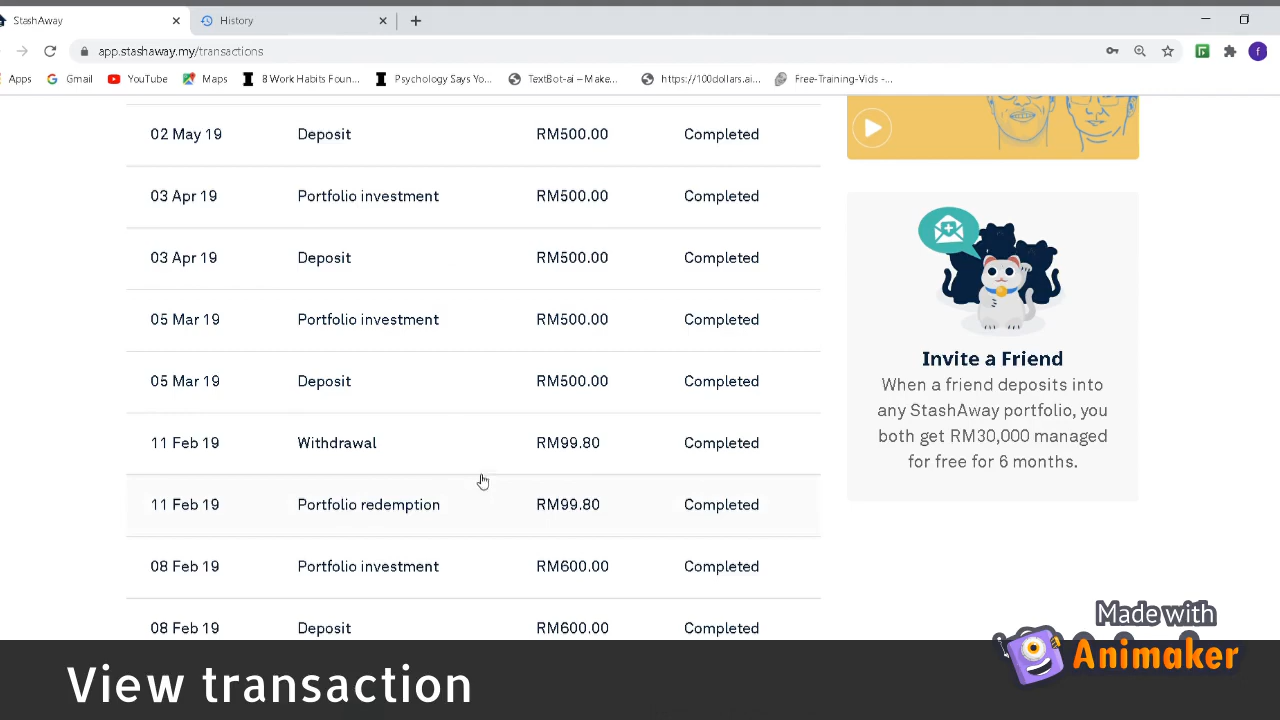 StashAway
History
app.stashaway.my/transactions
Apps
Gmail
YouTube
Maps
8 Work Habits Foun...
Psychology Says Yo...
TextBot-ai – Make...
https://100dollars.ai...
Free-Training-Vids -...
f
02 May 19 Deposit RM500.00 Completed
03 Apr 19 Portfolio investment RM500.00 Completed
03 Apr 19 Deposit RM500.00 Completed
05 Mar 19 Portfolio investment RM500.00 Completed
05 Mar 19 Deposit RM500.00 Completed
11 Feb 19 Withdrawal RM99.80 Completed
11 Feb 19 Portfolio redemption RM99.80 Completed
08 Feb 19 Portfolio investment RM600.00 Completed
08 Feb 19 Deposit RM600.00 Completed
Invite a Friend
When a friend deposits into
any StashAway portfolio, you
both get RM30,000 managed
for free for 6 months.
View transaction
Made with
Animaker